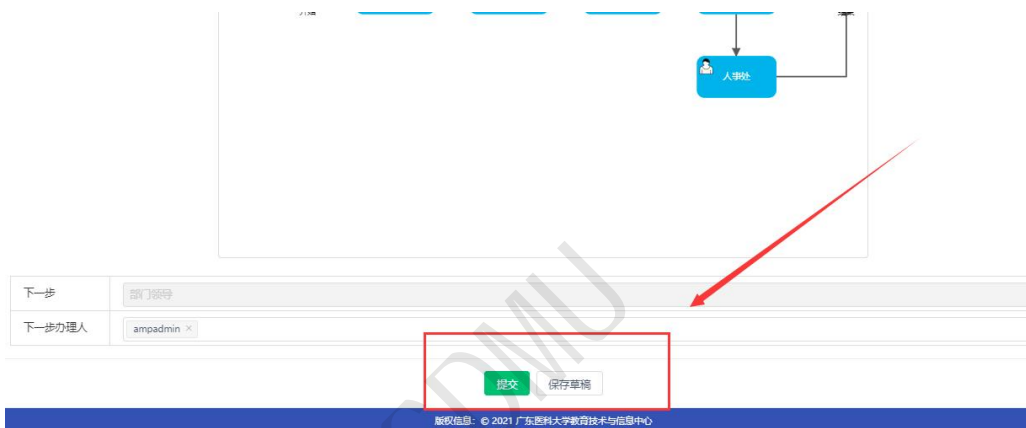 人事处
下一步 部门领导
下一步办理人 ampadmin ×
提交 保存草稿
版权信息：© 2021 广东医科大学教育技术与信息中心